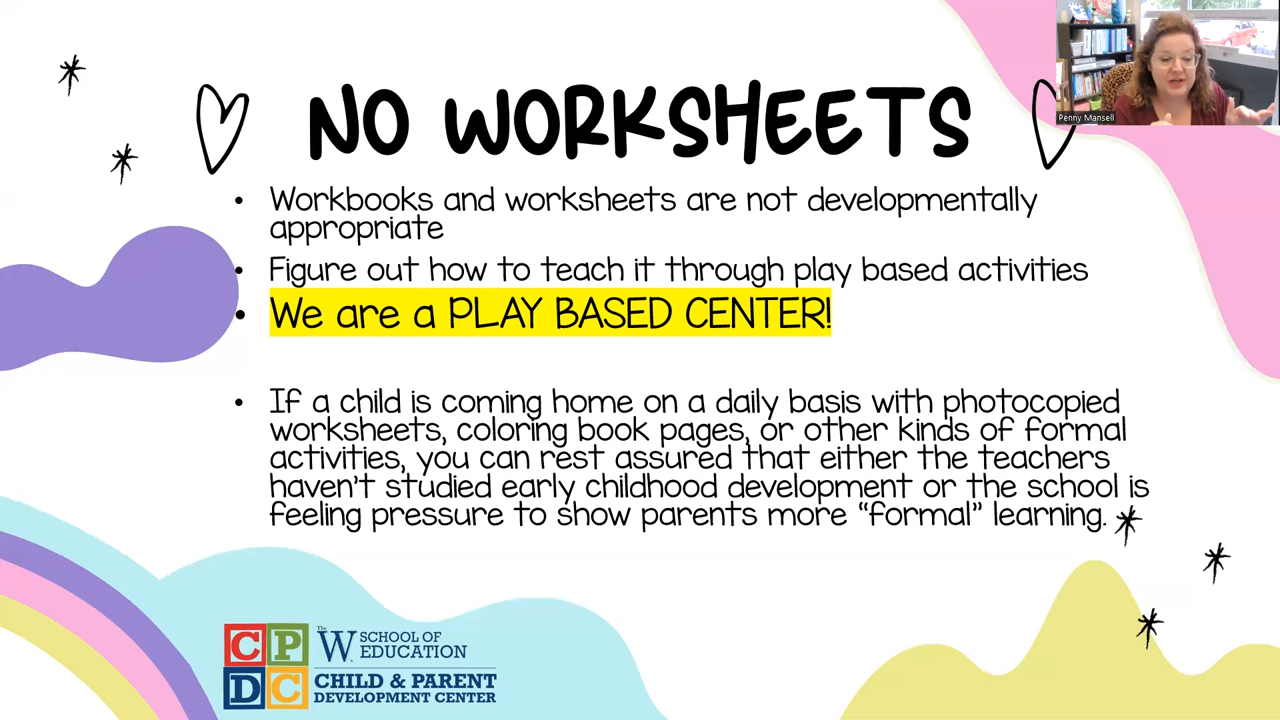 NO WORKSHEETS
Penny Mansell
• Workbooks and worksheets are not developmentally
appropriate
• Figure out how to teach it through play based activities
• We are a PLAY BASED CENTER!
• If a child is coming home on a daily basis with photocopied
worksheets, coloring book pages, or other kinds of formal
activities, you can rest assured that either the teachers
haven't studied early childhood development or the school is
feeling pressure to show parents more "formal" learning.
CP
DC
The W SCHOOL OF
EDUCATION
CHILD & PARENT
DEVELOPMENT CENTER